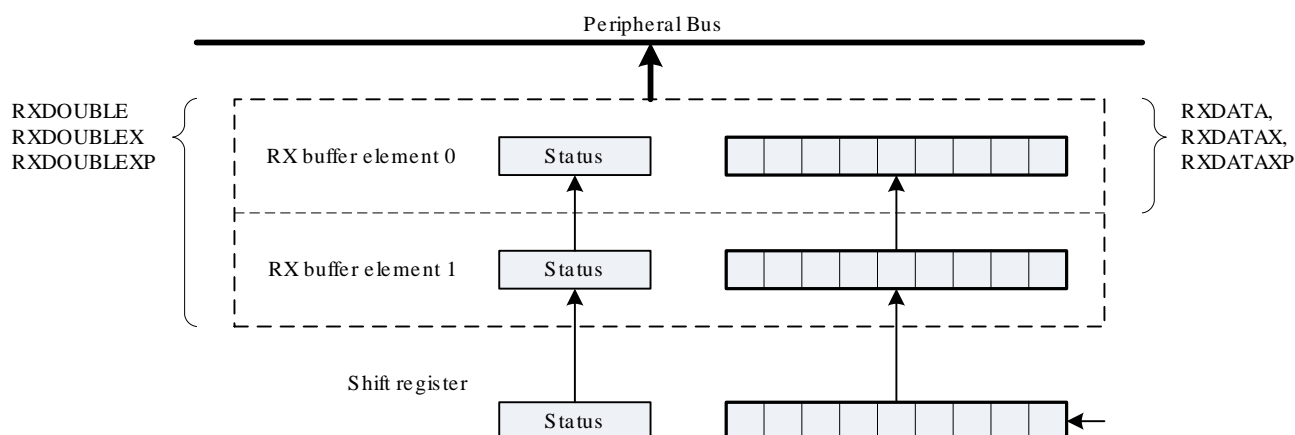 Peripheral Bus
RXDOUBLE
RXDOUBLEX
RXDOUBLEXP
RXDATA,
RXDATAX,
RXDATAXP
RX buffer element 0
Status
RX buffer element 1
Status
Shift register
Status